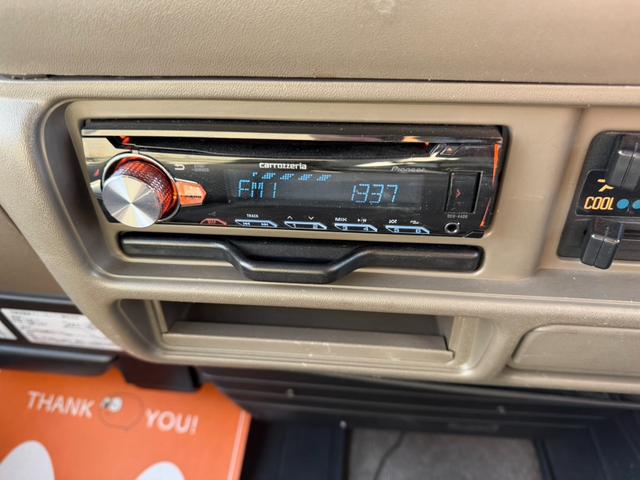 carrozzeria
Pioneer
FM1 1337
TRACK
MIX
COOL
THANK YOU!